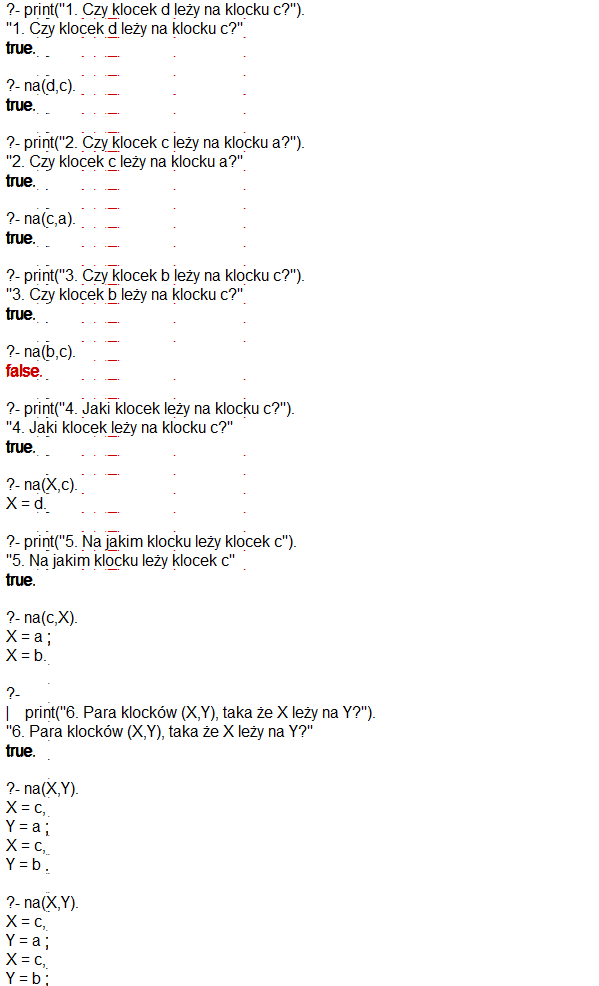 ?- print("1. Czy klocek d leży na klocku c?").
"1. Czy klocek d leży na klocku c?"
true.
?- na(d,c).
true.
?- print("2. Czy klocek c leży na klocku a?").
"2. Czy klocek c leży na klocku a?"
true.
?- na(c,a).
true.
?- print("3. Czy klocek b leży na klocku c?").
"3. Czy klocek b leży na klocku c?"
true.
?- na(b,c).
false.
?- print("4. Jaki klocek leży na klocku c?").
"4. Jaki klocek leży na klocku c?"
true.
?- na(X,c).
X = d.
?- print("5. Na jakim klocku leży klocek c").
"5. Na jakim klocku leży klocek c"
true.
?- na(c,X).
X = a ;
X = b.
?-
|    print("6. Para klocków (X,Y), taka że X leży na Y?").
"6. Para klocków (X,Y), taka że X leży na Y?"
true.
?- na(X,Y).
X = c,
Y = a ;
X = c,
Y = b .
?- na(X,Y).
X = c,
Y = a ;
X = c,
Y = b ;